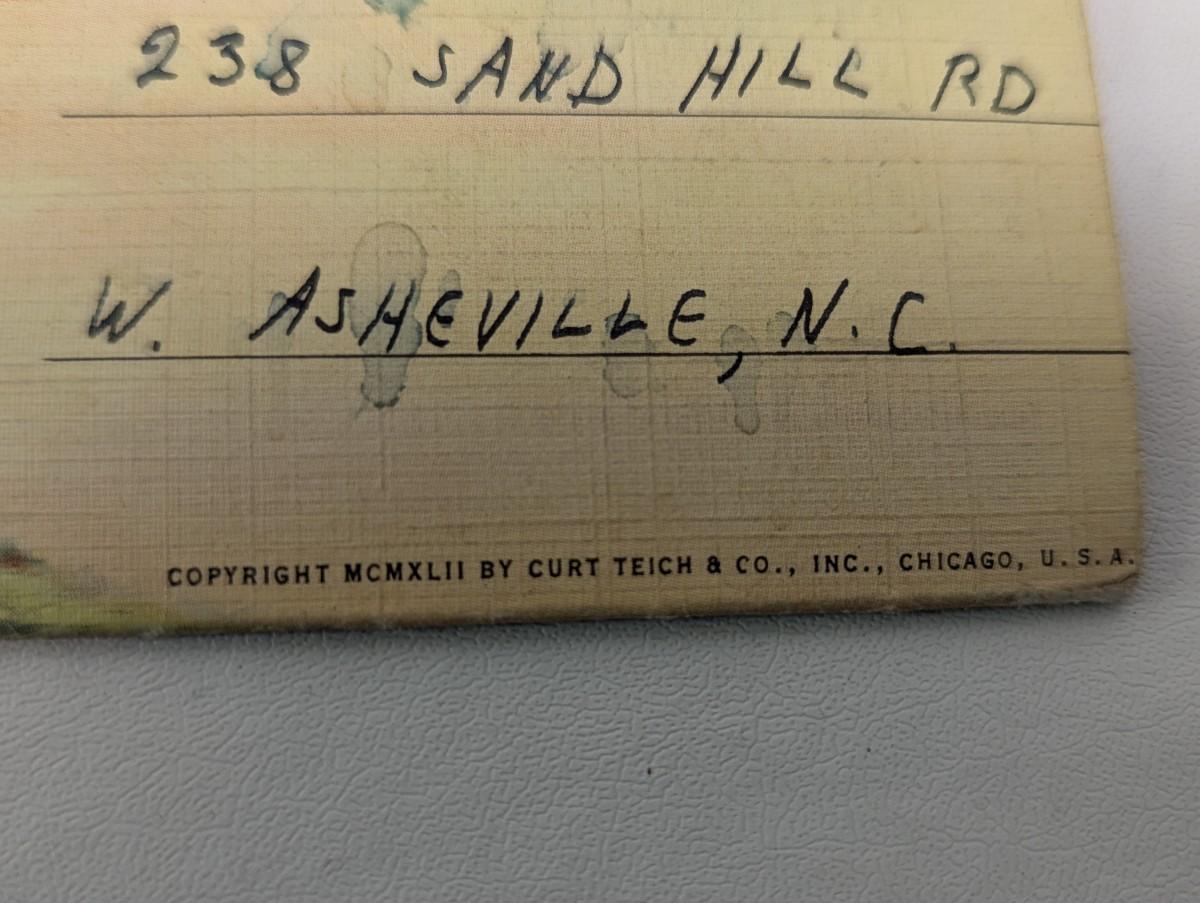 238 SAND HILL RD
W. ASHEVILLE, N.C.
COPYRIGHT MCMXLII BY CURT TEICH & CO., INC., CHICAGO, U.S.A.